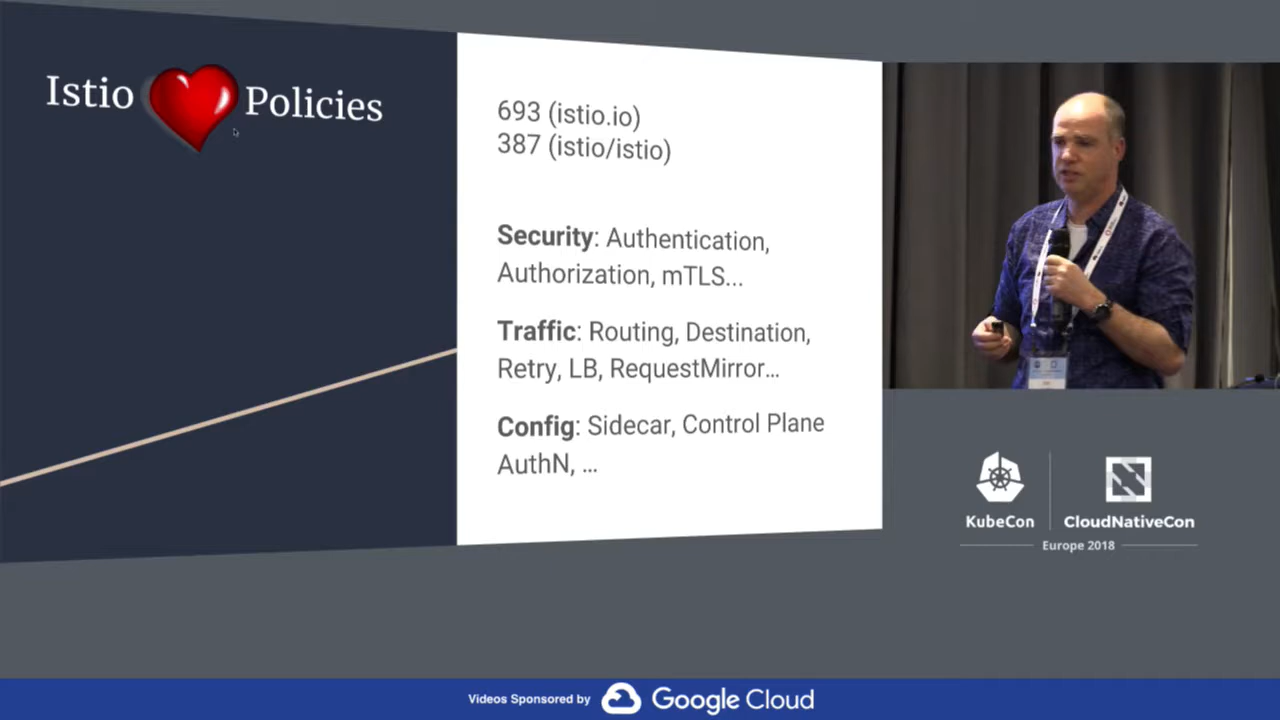 Istio Policies
693 (istio.io)
387 (istio/istio)
Security: Authentication,
Authorization, mTLS...
Traffic: Routing, Destination,
Retry, LB, RequestMirror...
Config: Sidecar, Control Plane
AuthN, ...
KubeCon
CloudNativeCon
Europe 2018
Videos Sponsored by Google Cloud